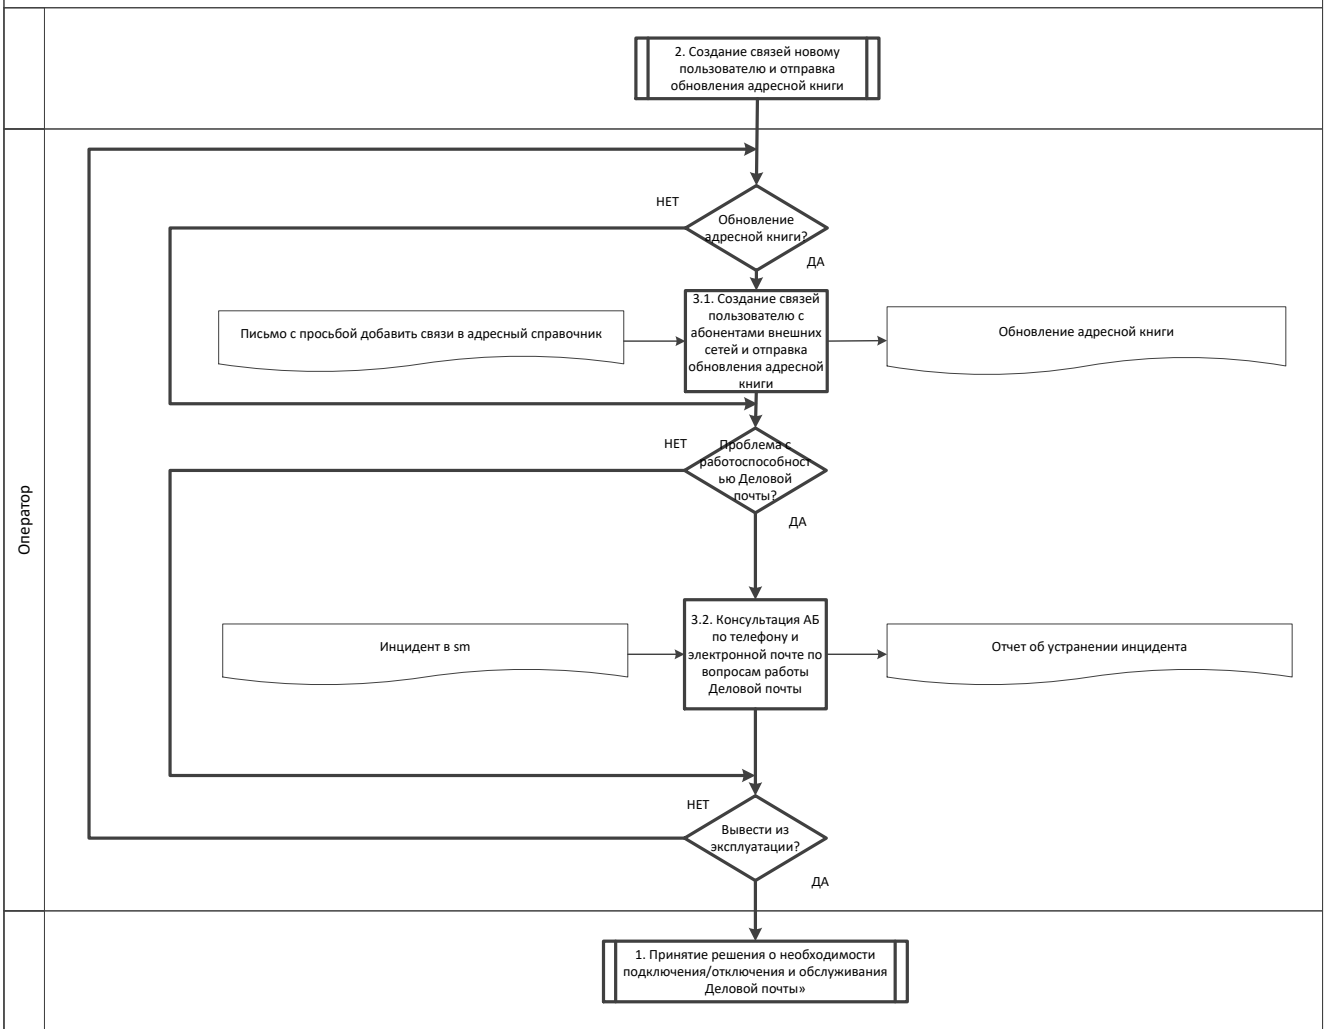 2. Создание связей новому
пользователю и отправка
обновления адресной книги
НЕТ
Обновление
адресной книги?
ДА
Письмо с просьбой добавить связи в адресный справочник
3.1. Создание связей
пользователю с
абонентами внешних
сетей и отправка
обновления адресной
книги
Обновление адресной книги
НЕТ
Проблема с
работоспособност
ью Деловой
почты?
ДА
Оператор
Инцидент в sm
3.2. Консультация АБ
по телефону и
электронной почте по
вопросам работы
Деловой почты
Отчет об устранении инцидента
НЕТ
Вывести из
эксплуатации?
ДА
1. Принятие решения о необходимости
подключения/отключения и обслуживания
Деловой почты»